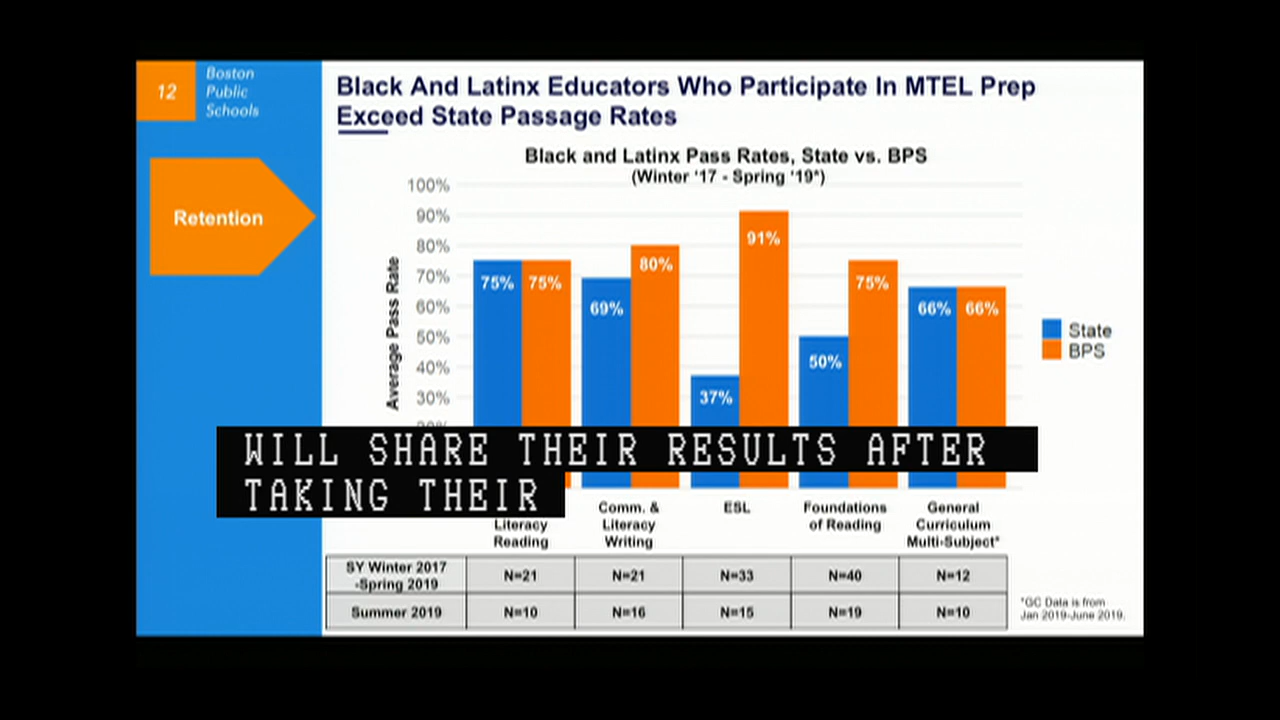 12
Boston
Public
Schools
Retention
Black And Latinx Educators Who Participate In MTEL Prep
Exceed State Passage Rates
Black and Latinx Pass Rates, State vs. BPS
(Winter '17 - Spring '19*)
Average Pass Rate
100%
90%
80%
70%
60%
50%
40%
30%
75%
75%
69%
80%
37%
91%
50%
75%
66%
66%
State
BPS
WILL SHARE THEIR RESULTS AFTER
TAKING THEIR
Literacy
Reading
Comm. &
Literacy
Writing
ESL
Foundations
of Reading
General
Curriculum
Multi-Subject*
SY Winter 2017
-Spring 2019
N=21
N=21
N=33
N=40
N=12
Summer 2019
N=10
N=16
N=15
N=19
N=10
*GC Data is from
Jan 2019-June 2019.